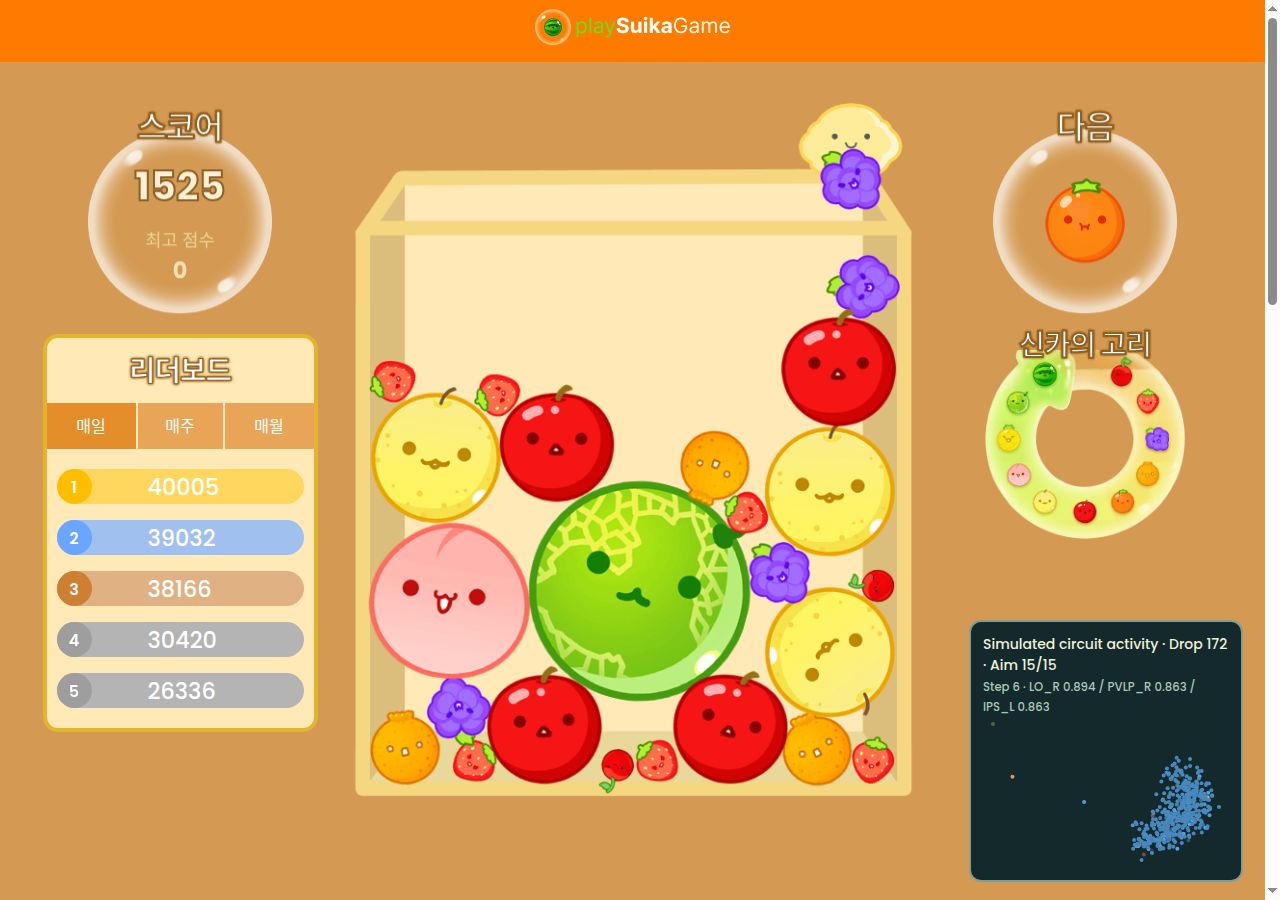 playSuikaGame
스코어
1525
최고 점수
0
다음
신카의 고리
리더보드
매일 매주 매월
1 40005
2 39032
3 38166
4 30420
5 26336
Simulated circuit activity · Drop 172
· Aim 15/15
Step 6 · LO_R 0.894 / PVLP_R 0.863 /
IPS_L 0.863